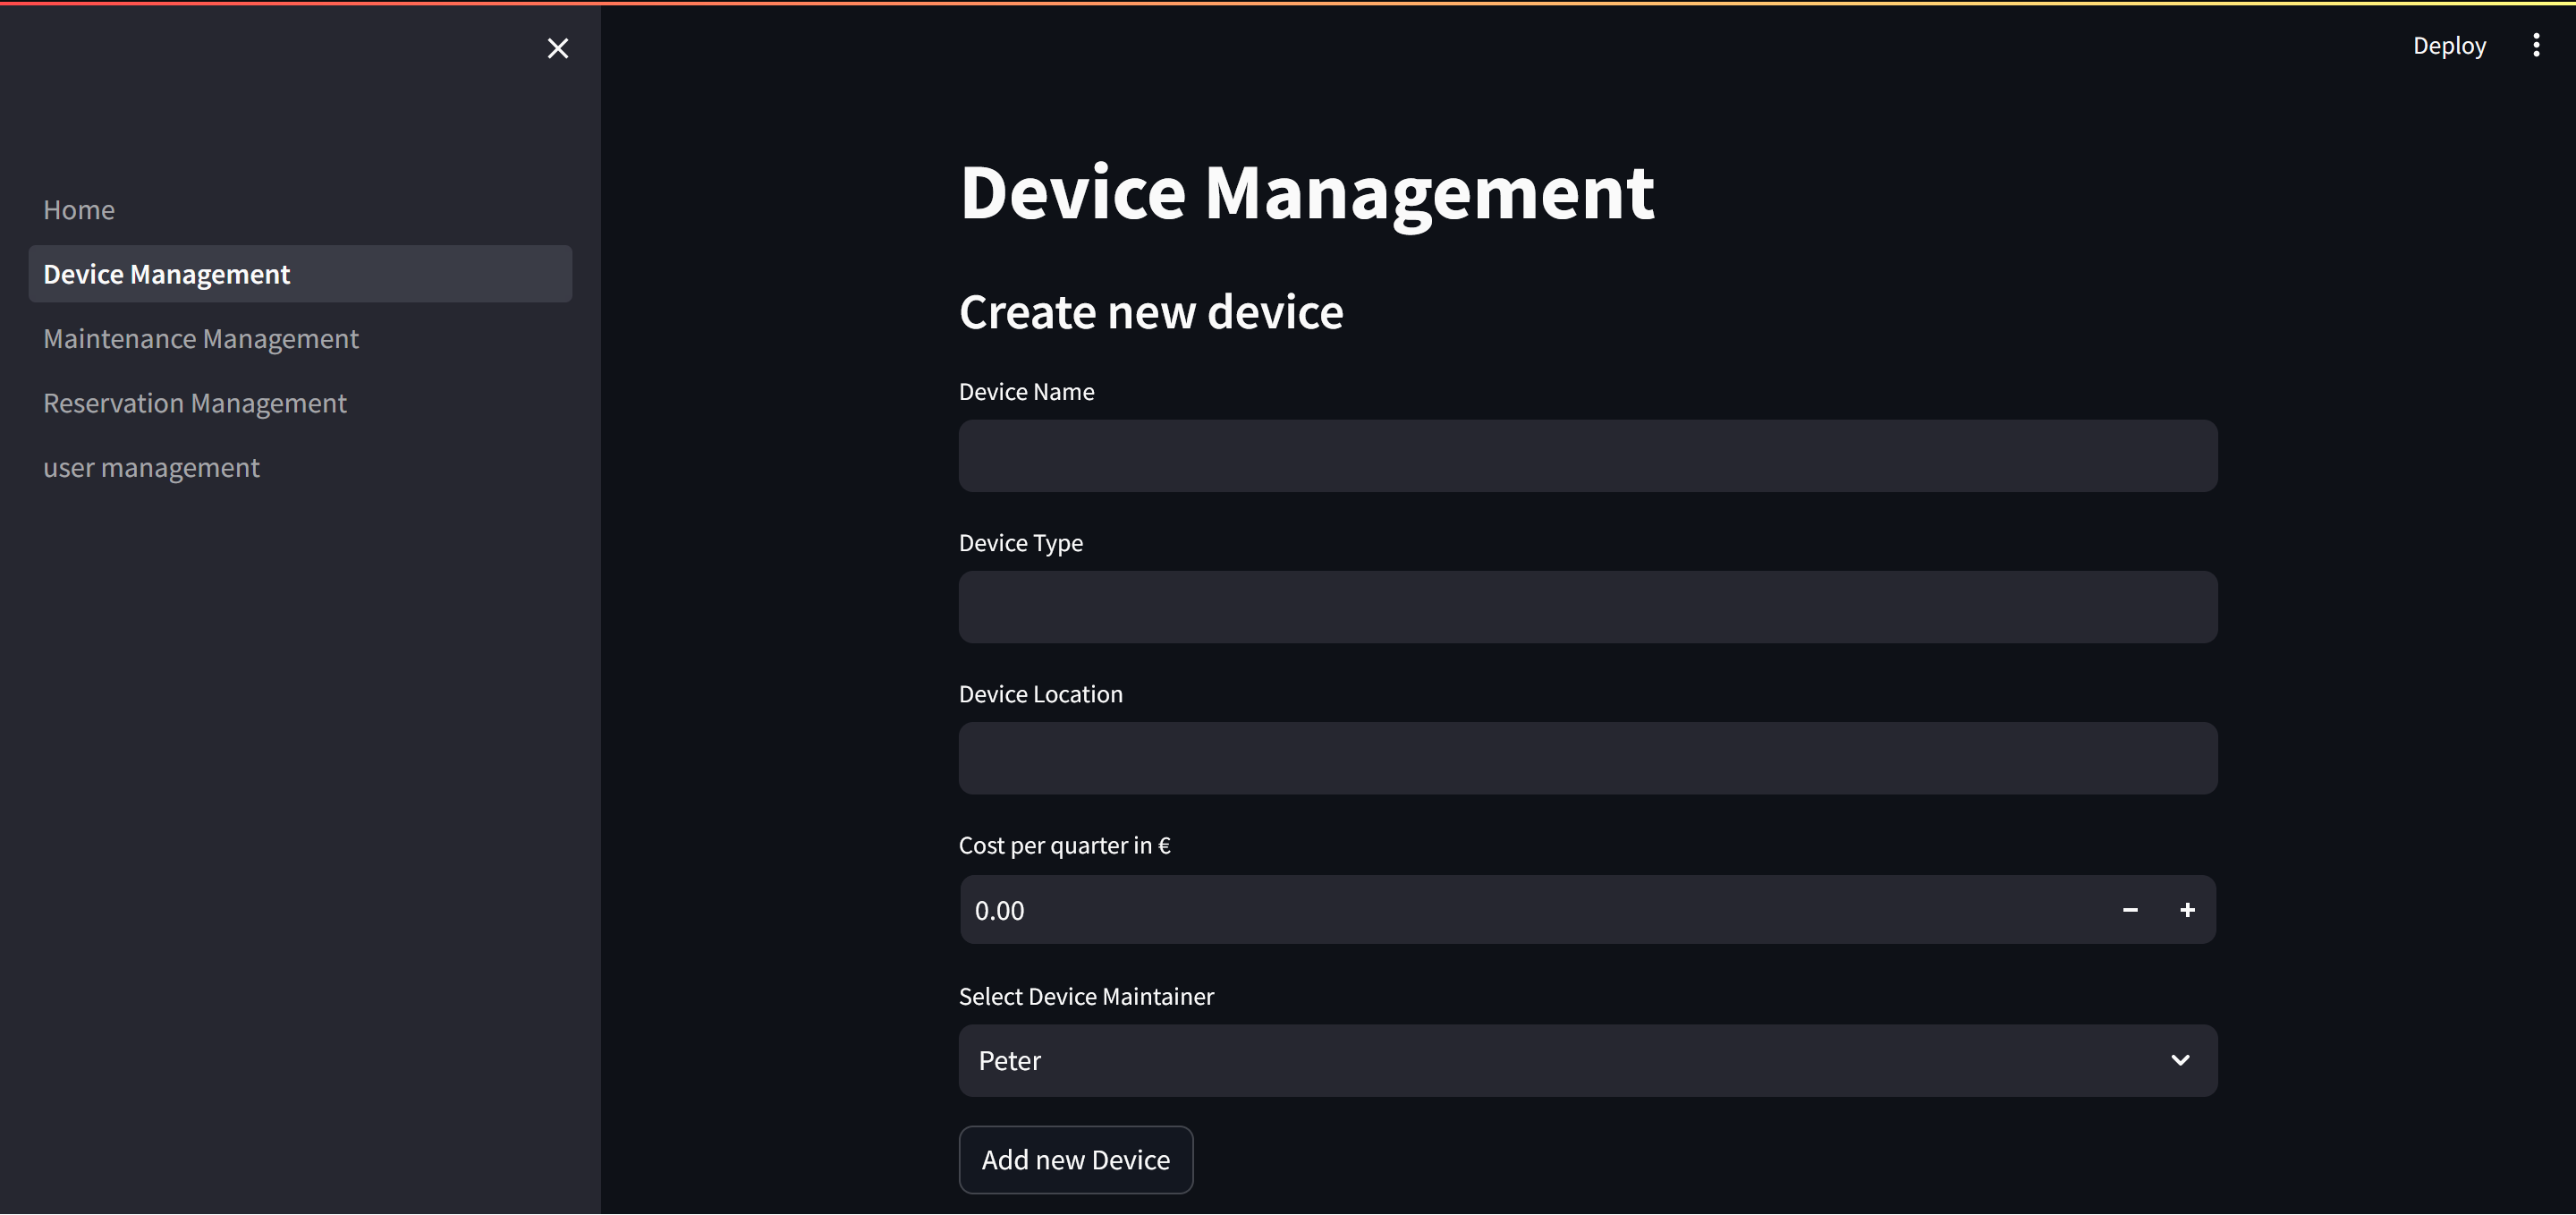 Deploy
Home
Device Management
Maintenance Management
Reservation Management
user management
Device Management
Create new device
Device Name
Device Type
Device Location
Cost per quarter in €
0.00
Select Device Maintainer
Peter
Add new Device